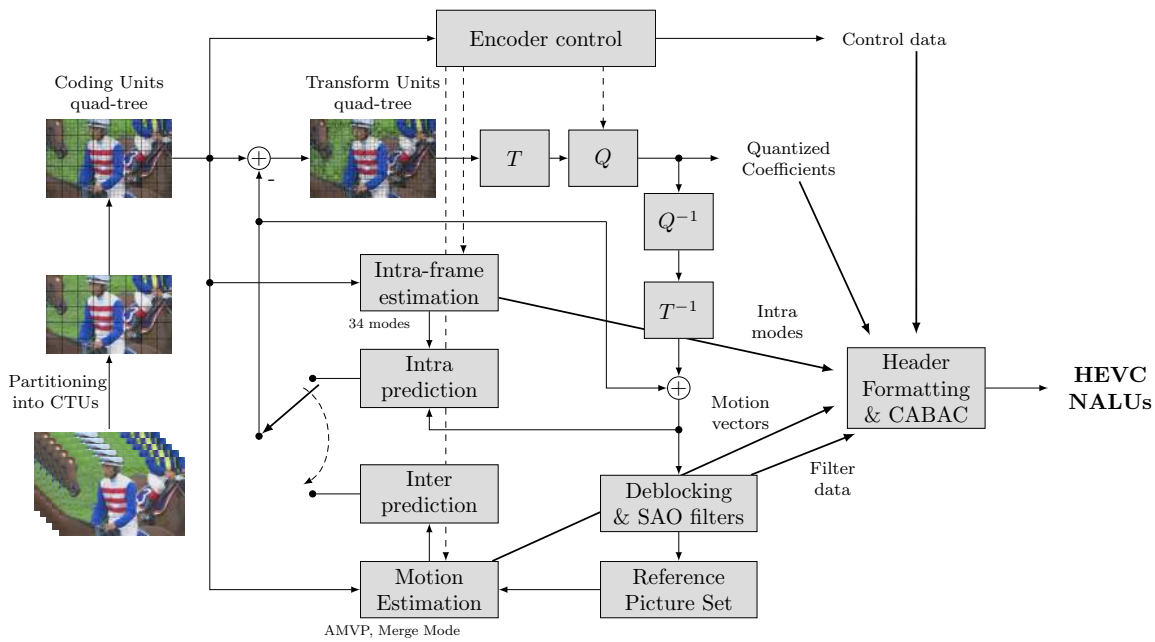 Encoder control
Control data
Coding Units
quad-tree
Transform Units
quad-tree
T
Q
Quantized
Coefficients
-
Q⁻¹
Intra-frame
estimation
34 modes
T⁻¹
Intra
modes
Partitioning
into CTUs
Intra
prediction
Header
Formatting
& CABAC
HEVC
NALUs
Motion
vectors
Inter
prediction
Deblocking
& SAO filters
Filter
data
Motion
Estimation
Reference
Picture Set
AMVP, Merge Mode